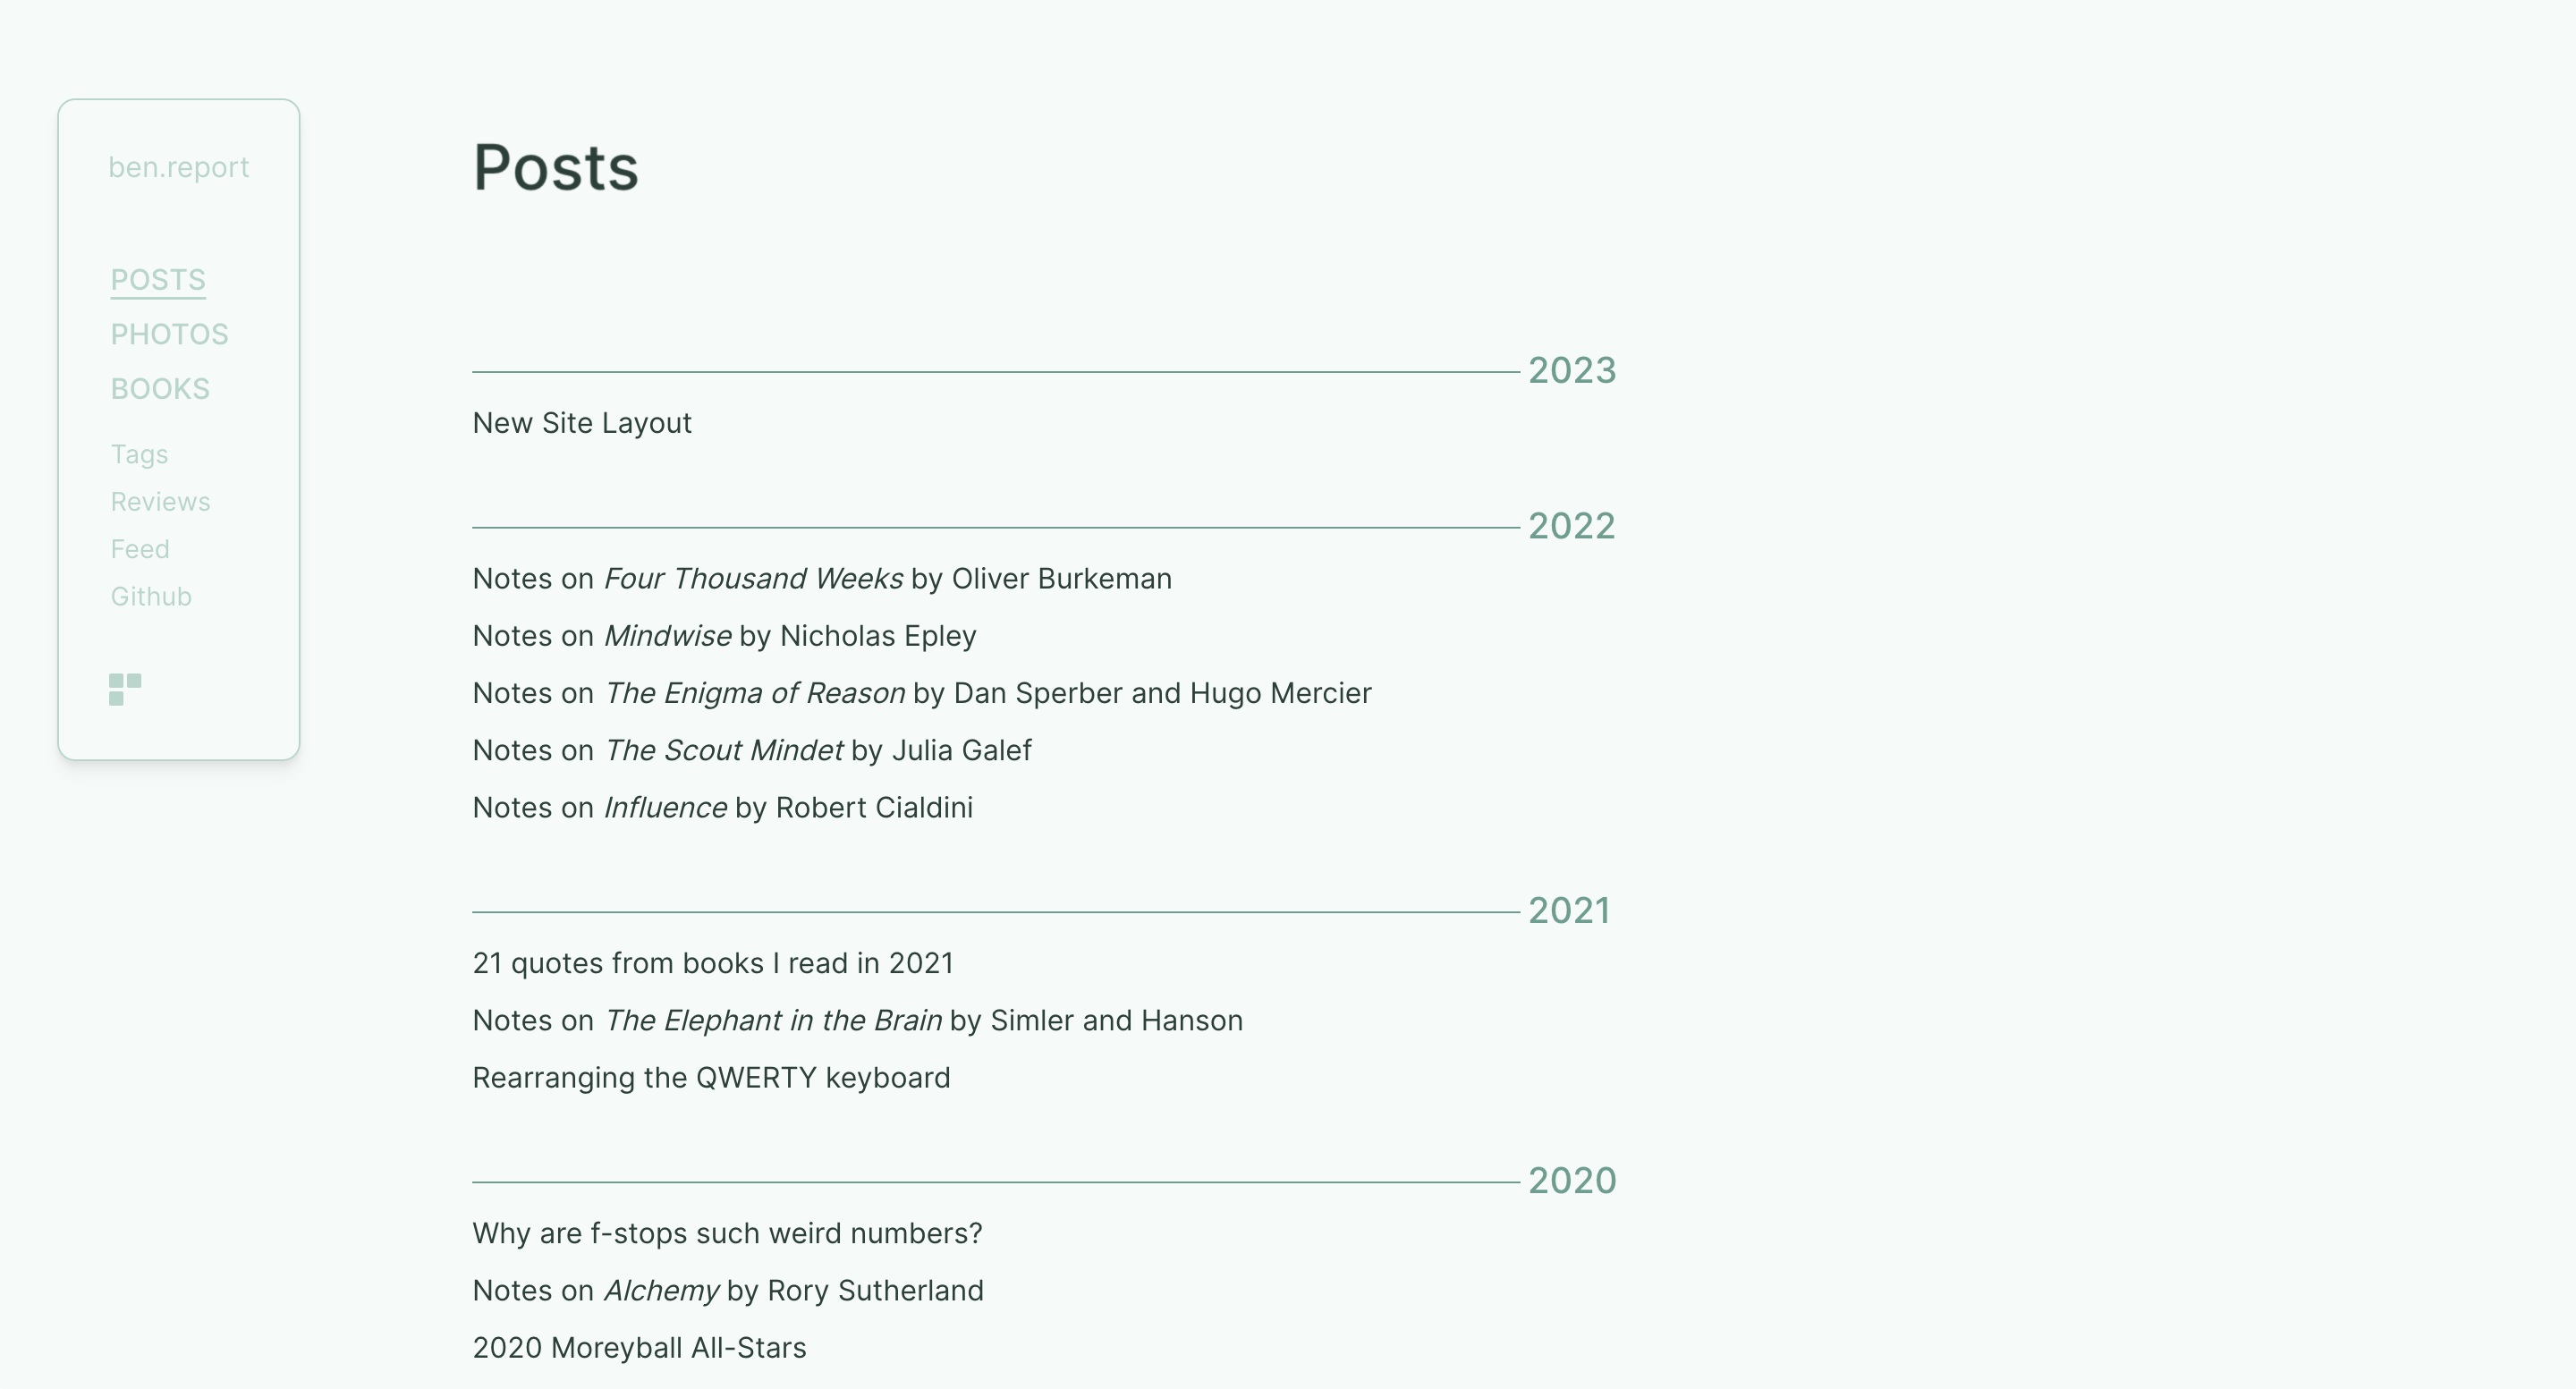 ben.report
POSTS
PHOTOS
BOOKS
Tags
Reviews
Feed
Github
Posts
2023
New Site Layout
2022
Notes on Four Thousand Weeks by Oliver Burkeman
Notes on Mindwise by Nicholas Epley
Notes on The Enigma of Reason by Dan Sperber and Hugo Mercier
Notes on The Scout Mindet by Julia Galef
Notes on Influence by Robert Cialdini
2021
21 quotes from books I read in 2021
Notes on The Elephant in the Brain by Simler and Hanson
Rearranging the QWERTY keyboard
2020
Why are f-stops such weird numbers?
Notes on Alchemy by Rory Sutherland
2020 Moreyball All-Stars